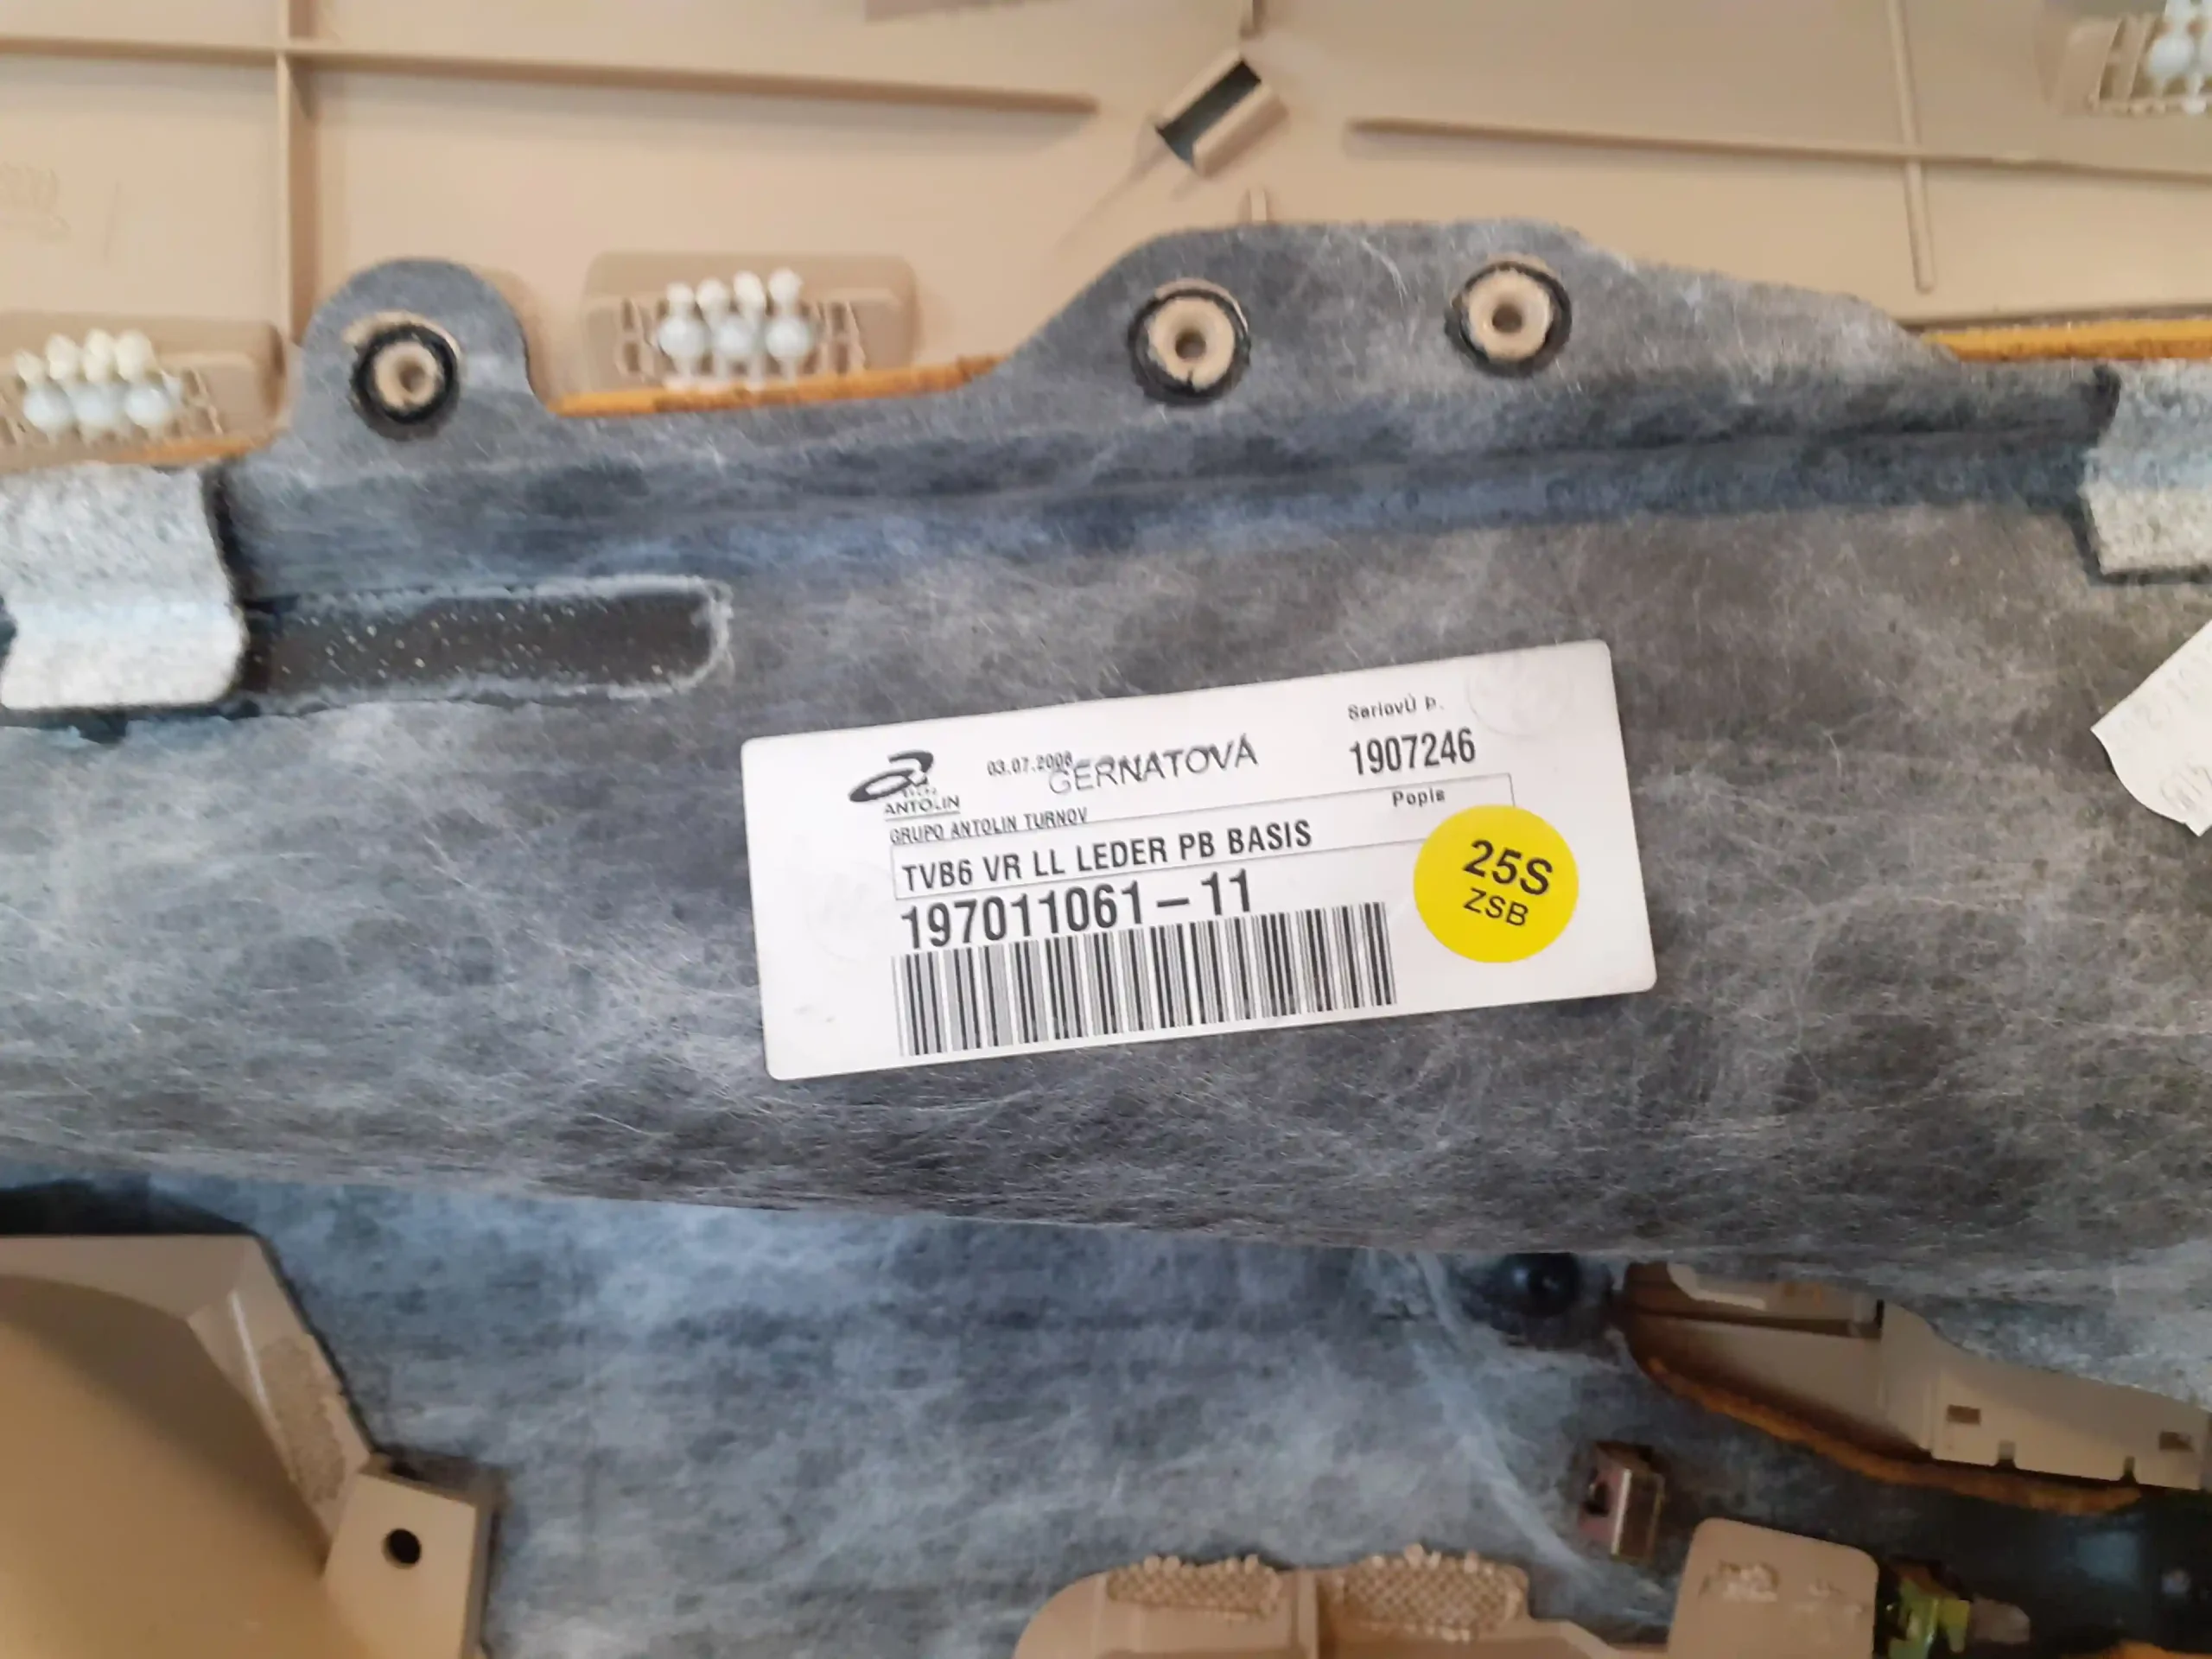 ANTOLIN
03.07.2008
GERNATOVÁ
SeriovÙ Þ.
1907246
GRUPO ANTOLIN TURNOV
Popis
TVB6 VR LL LEDER PB BASIS
197011061-11
25S
ZSB